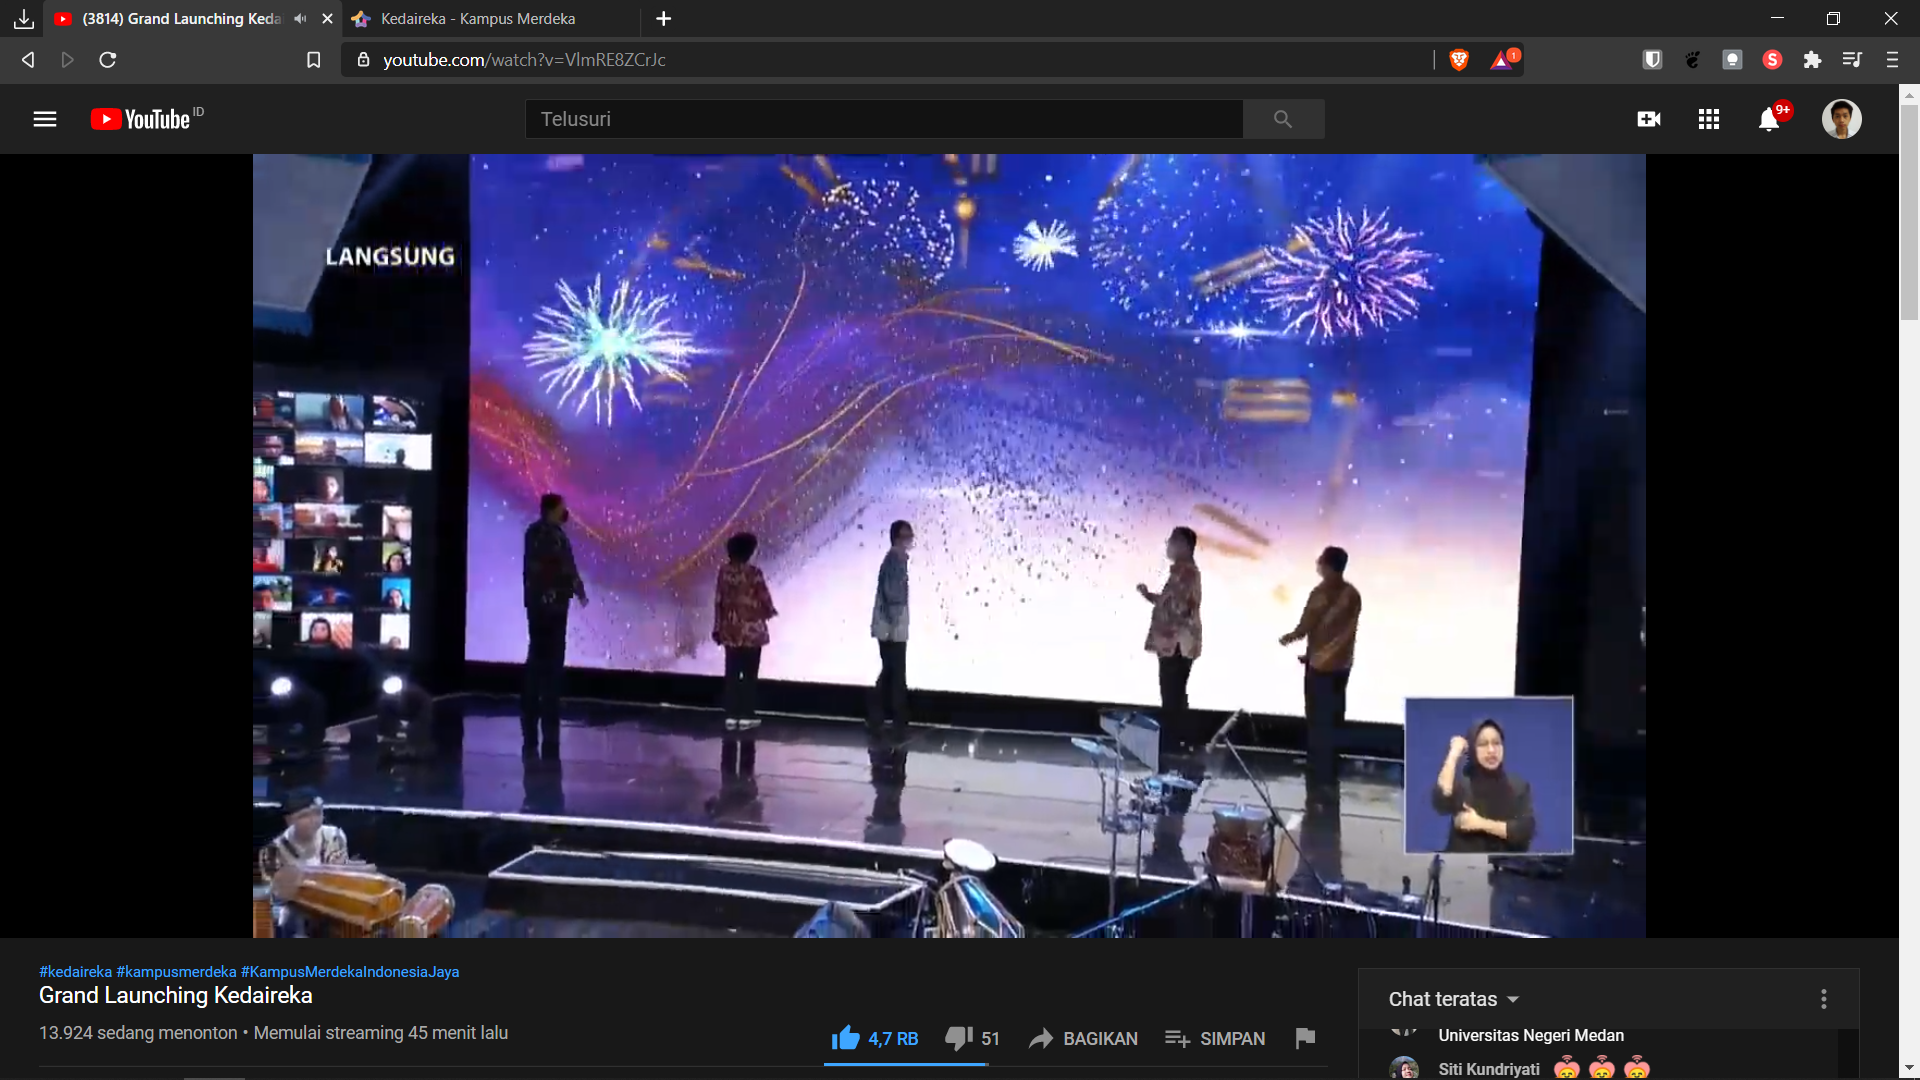 (3814) Grand Launching Keda
Kedaireka - Kampus Merdeka
youtube.com/watch?v=VlmRE8ZCrJc
1
S
YouTube ID
Telusuri
9+
LANGSUNG
#kedaireka #kampusmerdeka #KampusMerdekaIndonesiaJaya
Grand Launching Kedaireka
13.924 sedang menonton • Memulai streaming 45 menit lalu
4,7 RB
51
BAGIKAN
SIMPAN
Chat teratas
Universitas Negeri Medan
Siti Kundriyati